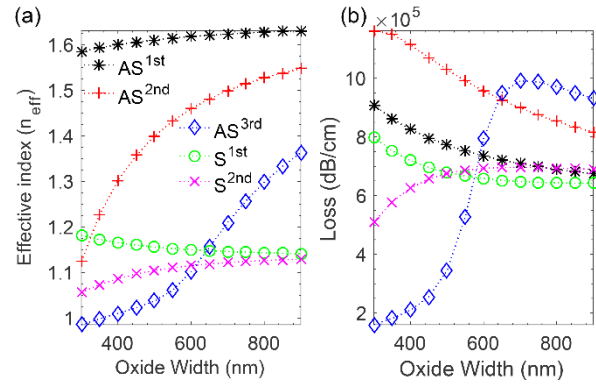 (a)
1.6
1.5
1.4
1.3
1.2
1.1
1
Effective index (n_eff)
AS^1st
AS^2nd
AS^3rd
S^1st
S^2nd
400 600 800
Oxide Width (nm)
(b)
×10^5
10
8
6
4
2
Loss (dB/cm)
400 600 800
Oxide Width (nm)